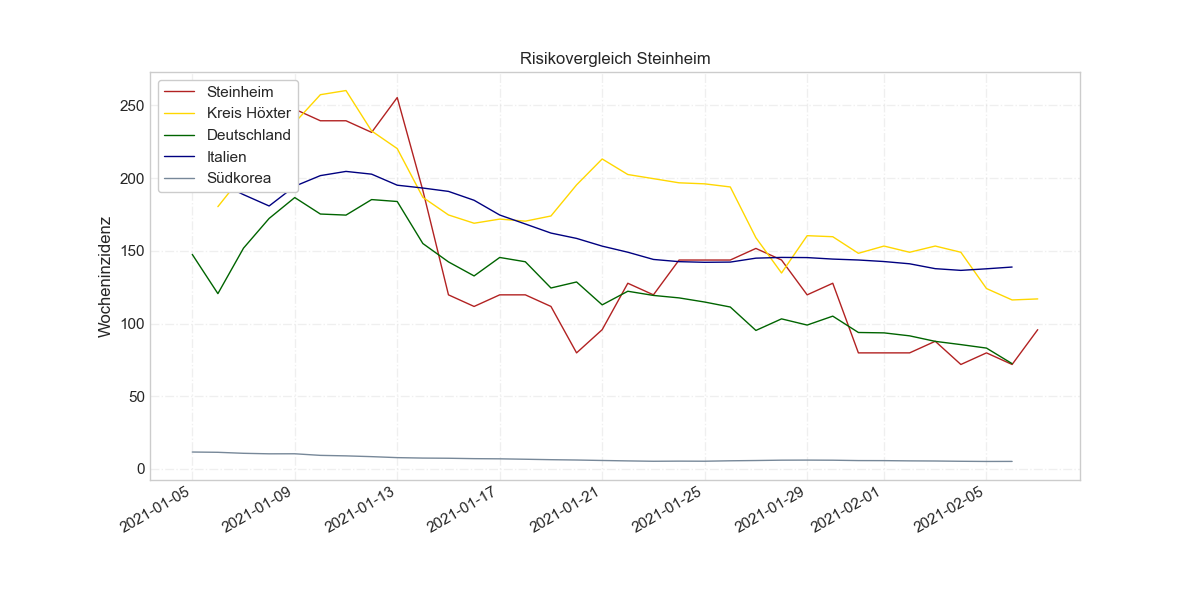 Risikovergleich Steinheim
Steinheim
Kreis Höxter
Deutschland
Italien
Südkorea
Wocheninzidenz
250
200
150
100
50
0
2021-01-05
2021-01-09
2021-01-13
2021-01-17
2021-01-21
2021-01-25
2021-01-29
2021-02-01
2021-02-05